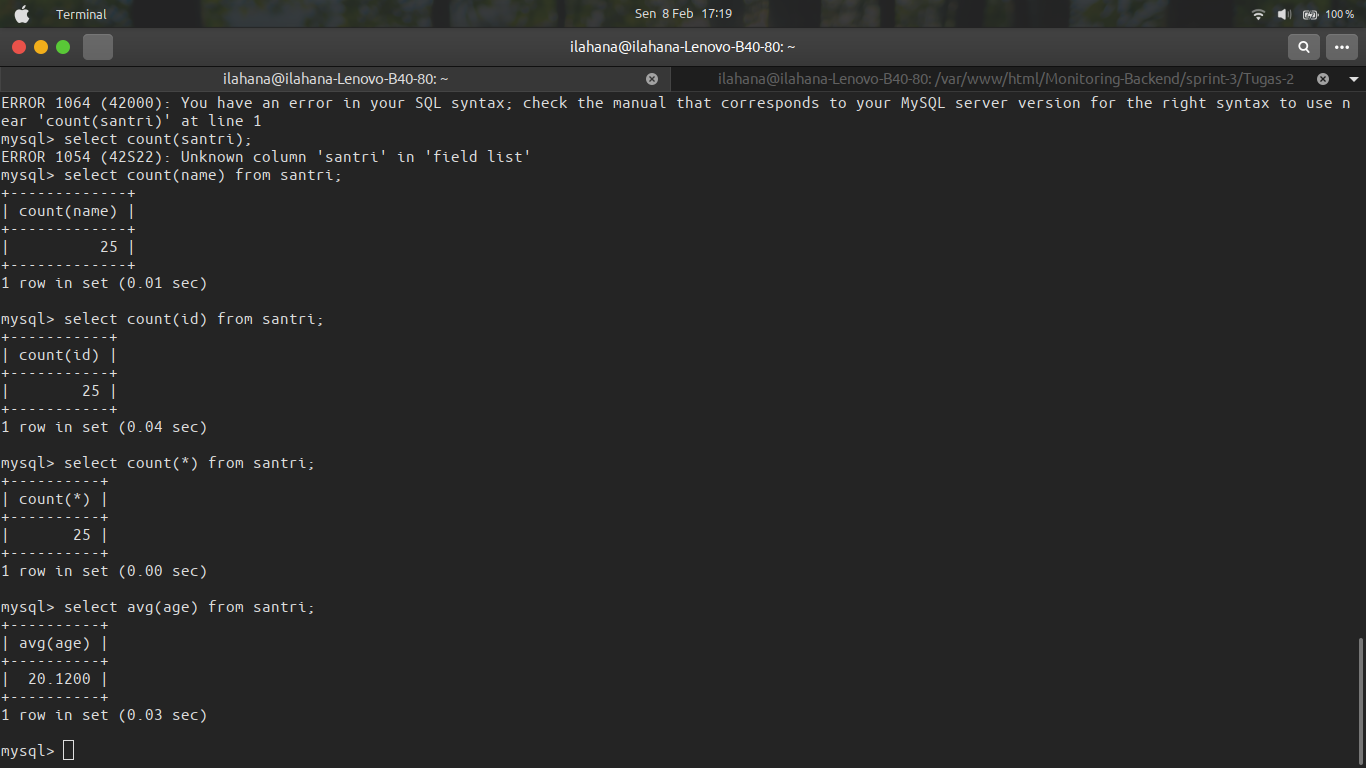 Terminal
Sen 8 Feb 17:19
100 %
ilahana@ilahana-Lenovo-B40-80: ~
ilahana@ilahana-Lenovo-B40-80: ~
ilahana@ilahana-Lenovo-B40-80: /var/www/html/Monitoring-Backend/sprint-3/Tugas-2
ERROR 1064 (42000): You have an error in your SQL syntax; check the manual that corresponds to your MySQL server version for the right syntax to use n
ear 'count(santri)' at line 1
mysql> select count(santri);
ERROR 1054 (42S22): Unknown column 'santri' in 'field list'
mysql> select count(name) from santri;
+-------------+
| count(name) |
+-------------+
|          25 |
+-------------+
1 row in set (0.01 sec)

mysql> select count(id) from santri;
+-----------+
| count(id) |
+-----------+
|        25 |
+-----------+
1 row in set (0.04 sec)

mysql> select count(*) from santri;
+----------+
| count(*) |
+----------+
|       25 |
+----------+
1 row in set (0.00 sec)

mysql> select avg(age) from santri;
+----------+
| avg(age) |
+----------+
|  20.1200 |
+----------+
1 row in set (0.03 sec)

mysql>